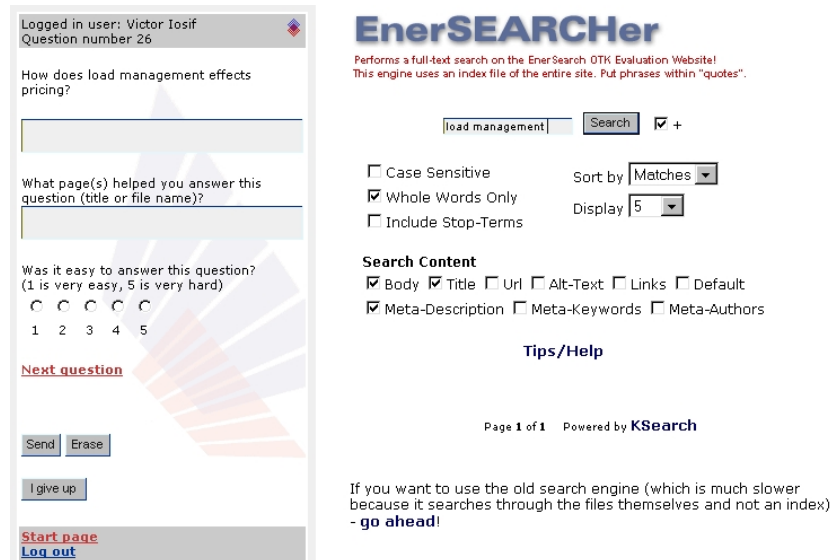 Logged in user: Victor Iosif
Question number 26
How does load management effects
pricing?
What page(s) helped you answer this
question (title or file name)?
Was it easy to answer this question?
(1 is very easy, 5 is very hard)
1 2 3 4 5
Next question
Send Erase
I give up
Start page
Log out
EnerSEARCHer
Performs a full-text search on the EnerSearch OTK Evaluation Website!
This engine uses an index file of the entire site. Put phrases within "quotes".
load management Search +
Case Sensitive Sort by Matches
Whole Words Only Display 5
Include Stop-Terms
Search Content
Body Title Url Alt-Text Links Default
Meta-Description Meta-Keywords Meta-Authors
Tips/Help
Page 1 of 1 Powered by KSearch
If you want to use the old search engine (which is much slower
because it searches through the files themselves and not an index)
- go ahead!